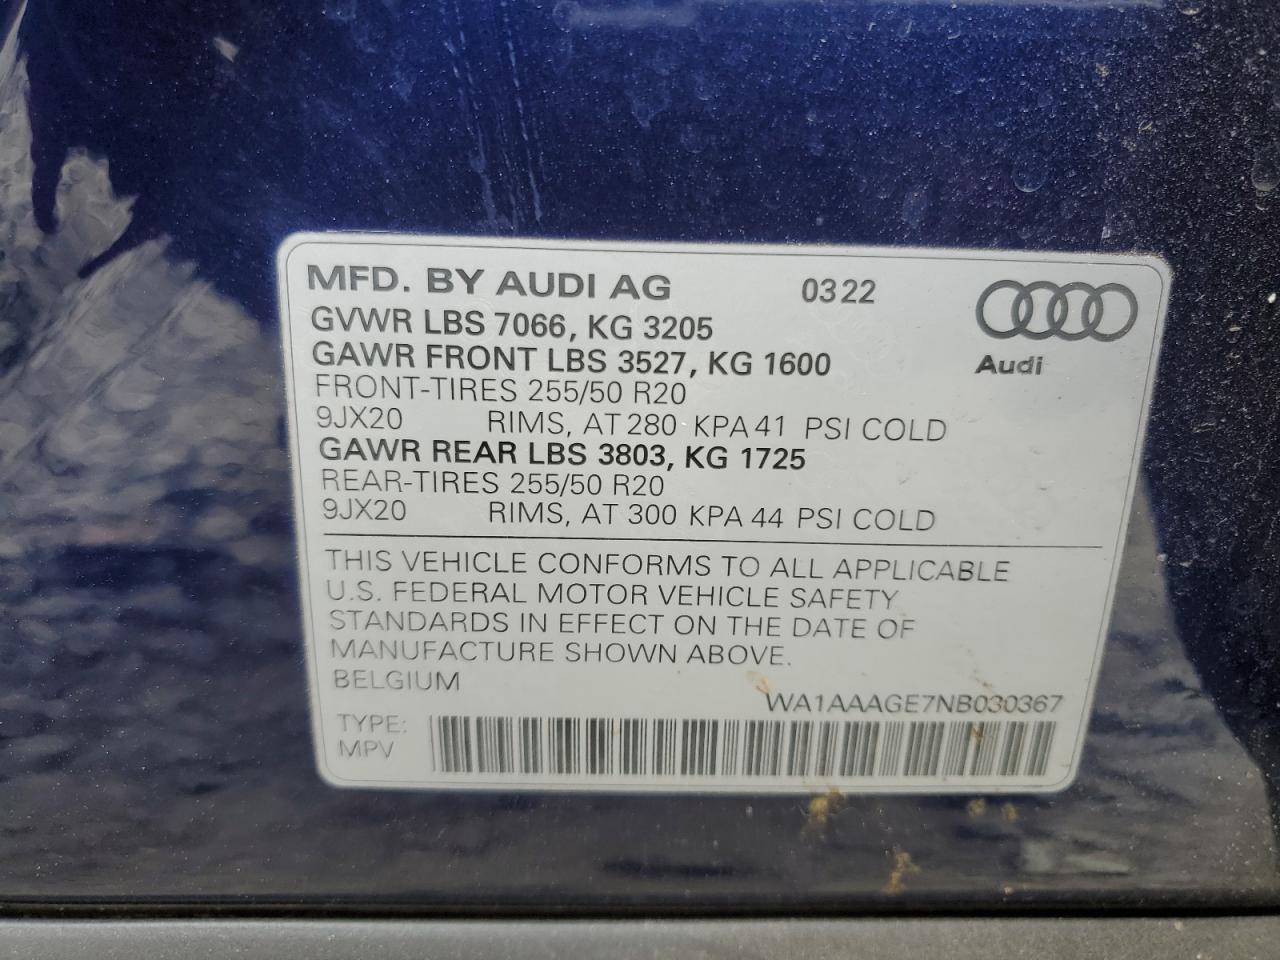 MFD. BY AUDI AG 0322
GVWR LBS 7066, KG 3205
GAWR FRONT LBS 3527, KG 1600
Audi
FRONT-TIRES 255/50 R20
9JX20 RIMS, AT 280 KPA 41 PSI COLD
GAWR REAR LBS 3803, KG 1725
REAR-TIRES 255/50 R20
9JX20 RIMS, AT 300 KPA 44 PSI COLD
THIS VEHICLE CONFORMS TO ALL APPLICABLE
U.S. FEDERAL MOTOR VEHICLE SAFETY
STANDARDS IN EFFECT ON THE DATE OF
MANUFACTURE SHOWN ABOVE.
BELGIUM
WA1AAAGE7NB030367
TYPE:
MPV